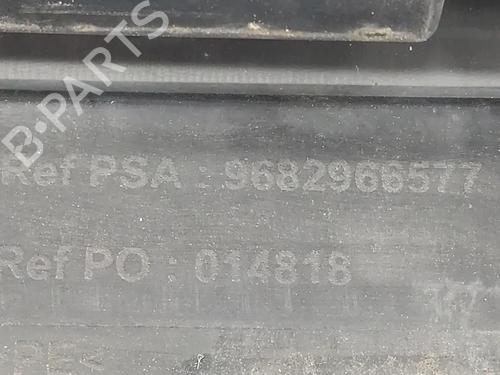 B-PARTS
Ref PSA : 9682966577
Ref PO : 014818